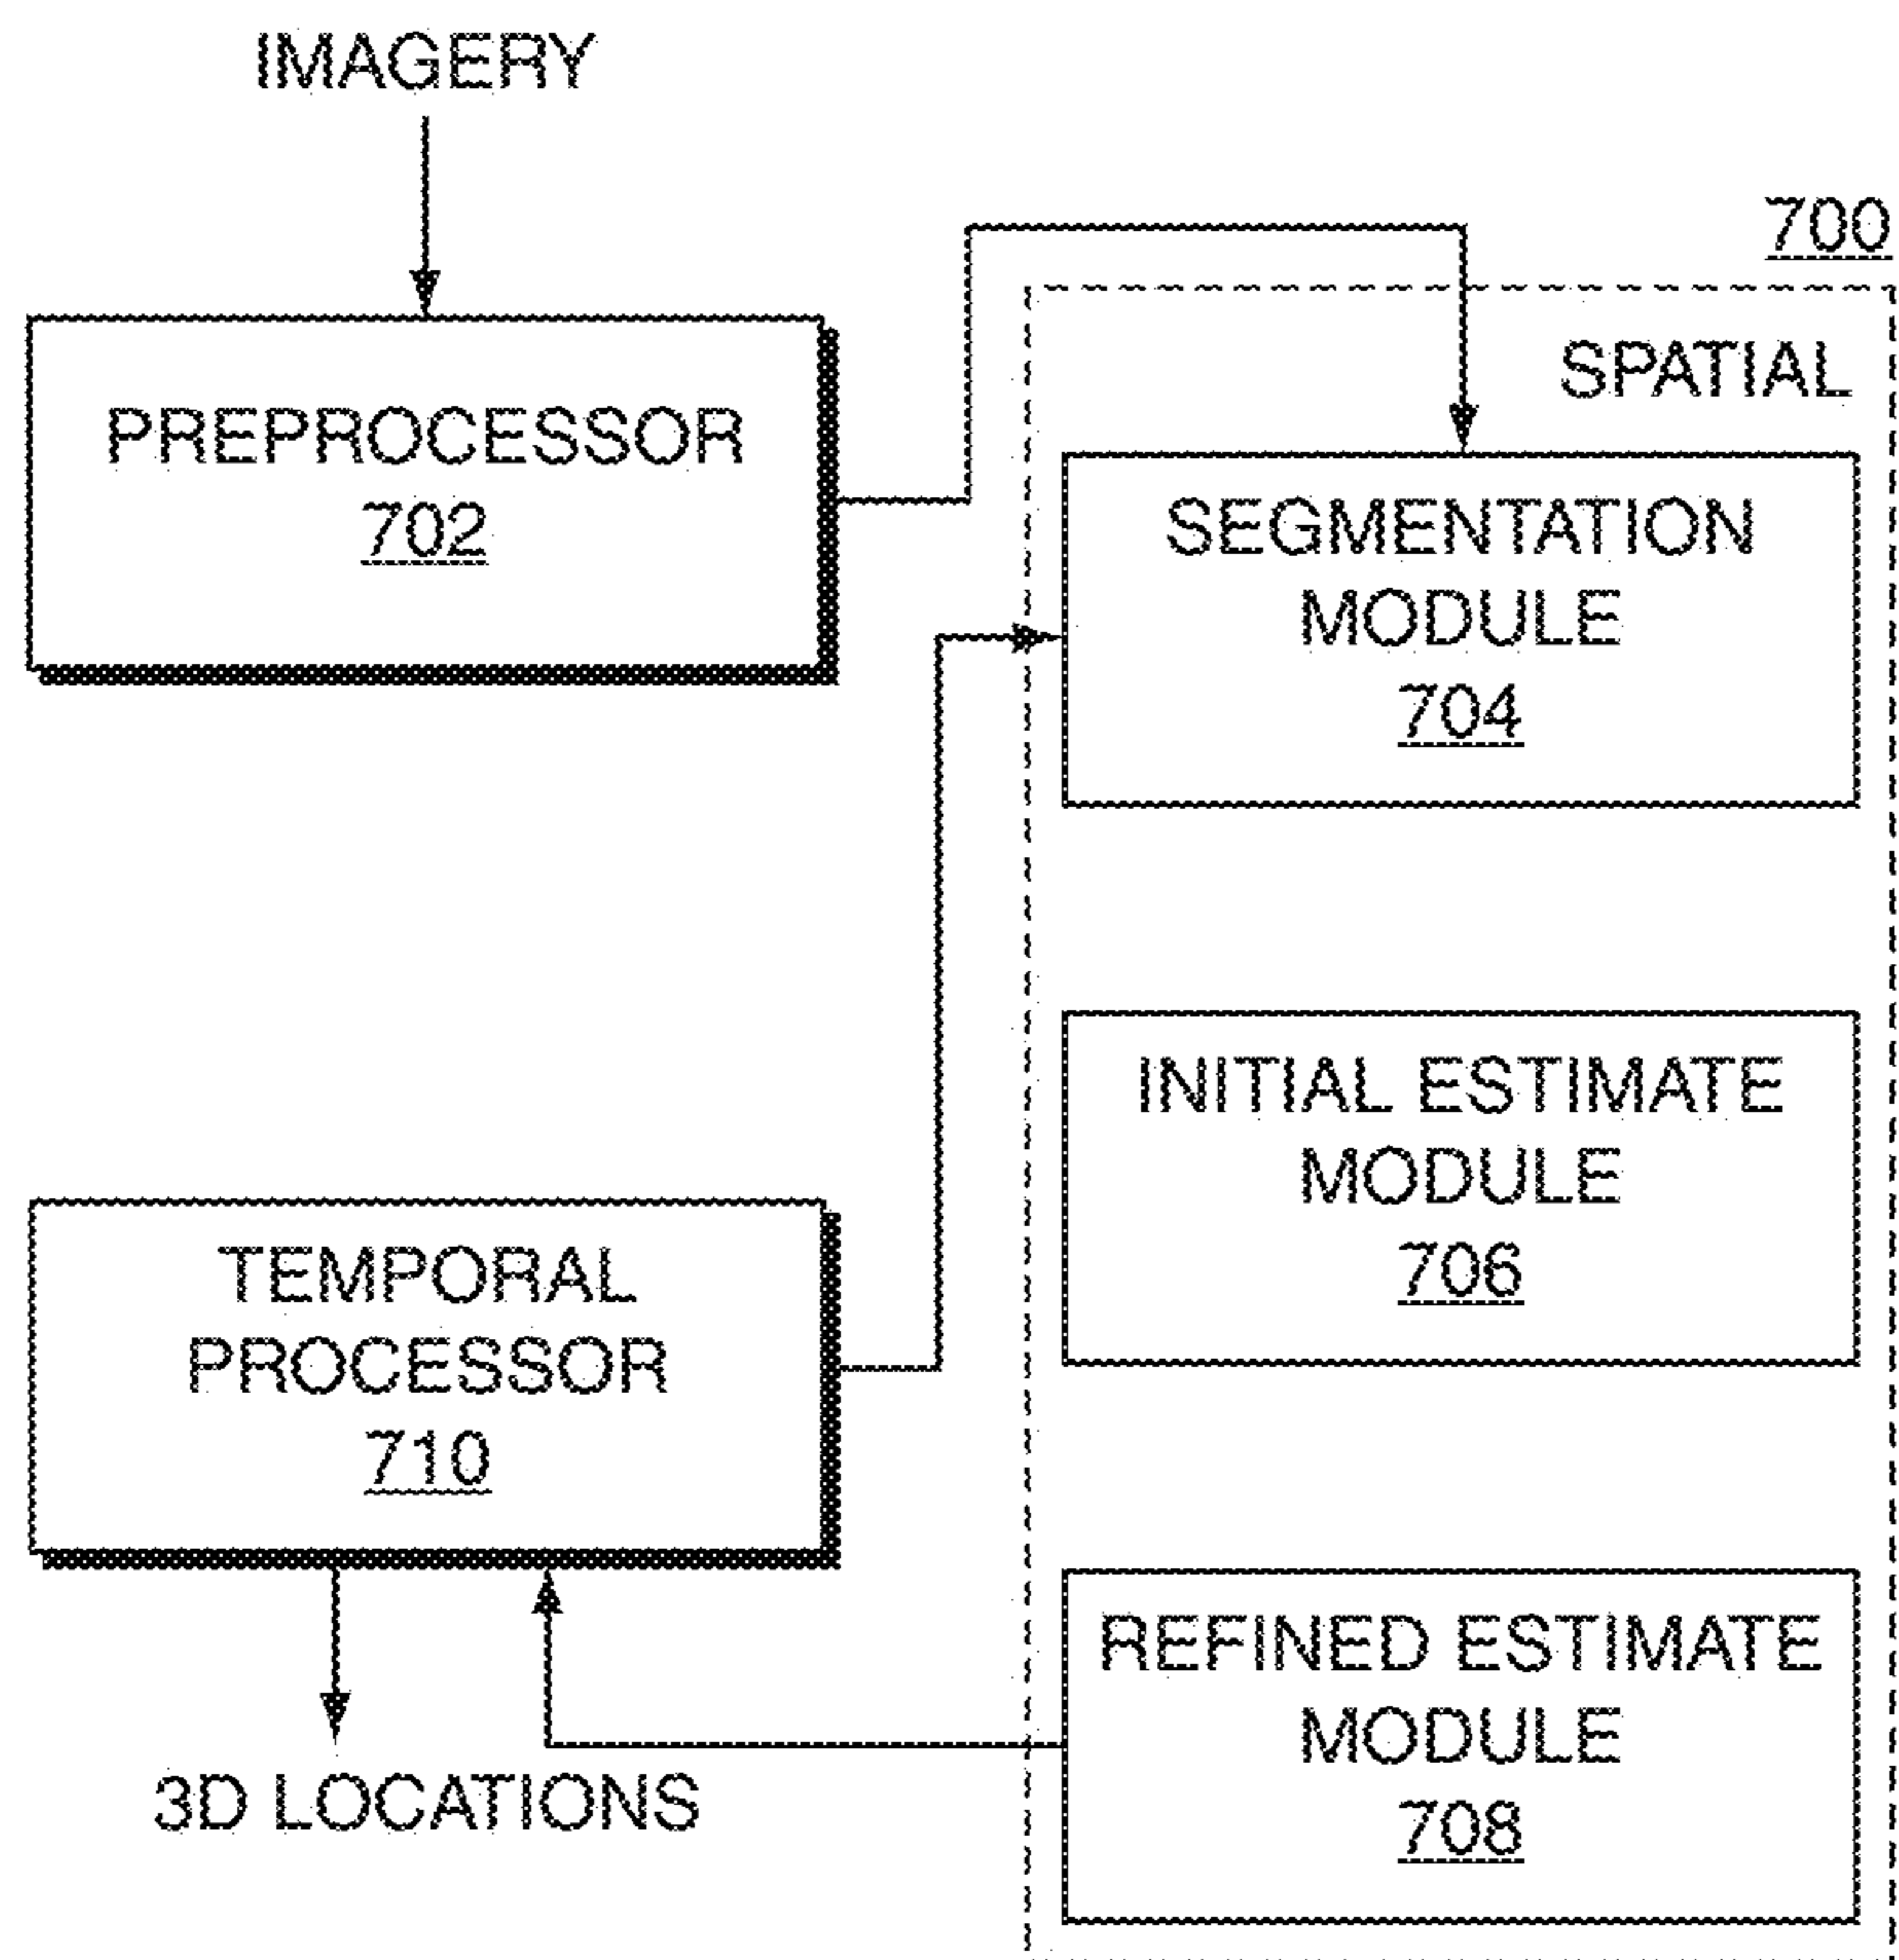 IMAGERY
700
PREPROCESSOR
702
SPATIAL
SEGMENTATION
MODULE
704
INITIAL ESTIMATE
MODULE
706
TEMPORAL
PROCESSOR
710
REFINED ESTIMATE
MODULE
708
3D LOCATIONS